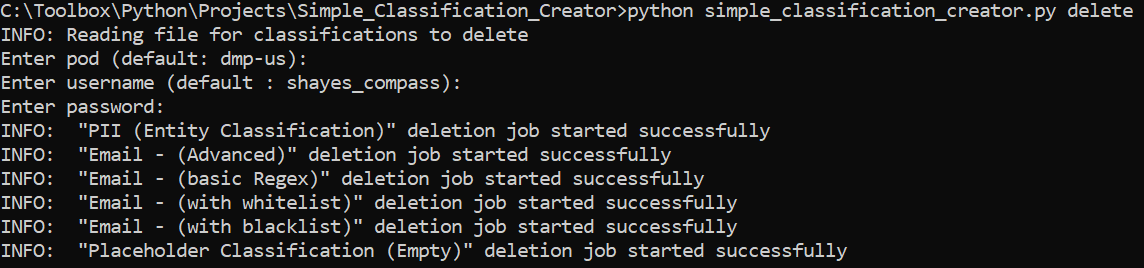 C:\Toolbox\Python\Projects\Simple_Classification_Creator>python simple_classification_creator.py delete
INFO: Reading file for classifications to delete
Enter pod (default: dmp-us):
Enter username (default : shayes_compass):
Enter password:
INFO:  "PII (Entity Classification)" deletion job started successfully
INFO:  "Email - (Advanced)" deletion job started successfully
INFO:  "Email - (basic Regex)" deletion job started successfully
INFO:  "Email - (with whitelist)" deletion job started successfully
INFO:  "Email - (with blacklist)" deletion job started successfully
INFO:  "Placeholder Classification (Empty)" deletion job started successfully